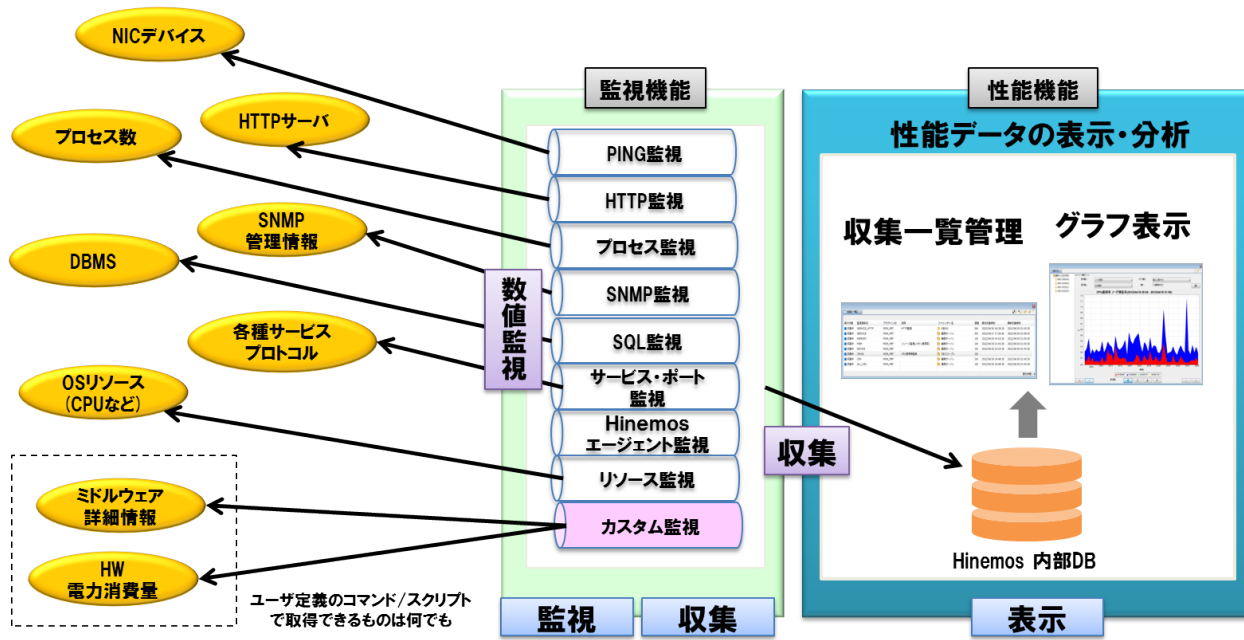 NICデバイス
プロセス数
HTTPサーバ
SNMP
管理情報
DBMS
各種サービス
プロトコル
OSリソース
(CPUなど)
ミドルウェア
詳細情報
HW
電力消費量
ユーザ定義のコマンド/スクリプト
で取得できるものは何でも
監視機能
PING監視
HTTP監視
プロセス監視
SNMP監視
SQL監視
サービス・ポート
監視
Hinemos
エージェント監視
リソース監視
カスタム監視
数値監視
監視
収集
収集
性能機能
性能データの表示・分析
収集一覧管理
グラフ表示
Hinemos 内部DB
表示